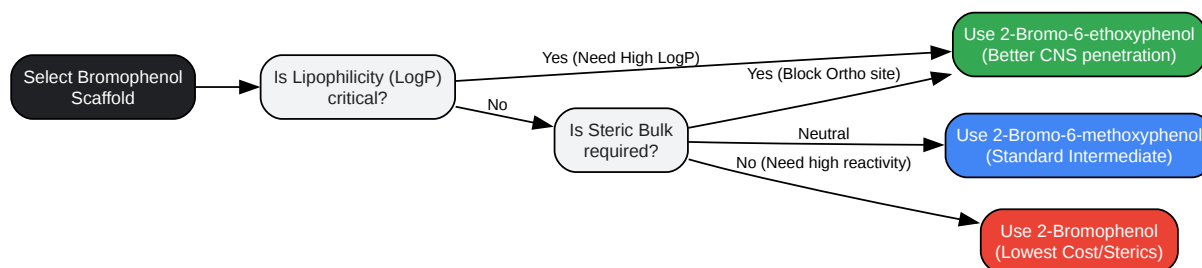 Select Bromophenol
Scaffold
Is Lipophilicity (LogP)
critical?
Yes (Need High LogP)
No
Is Steric Bulk
required?
Yes (Block Ortho site)
Neutral
No (Need high reactivity)
Use 2-Bromo-6-ethoxyphenol
(Better CNS penetration)
Use 2-Bromo-6-methoxyphenol
(Standard Intermediate)
Use 2-Bromophenol
(Lowest Cost/Sterics)